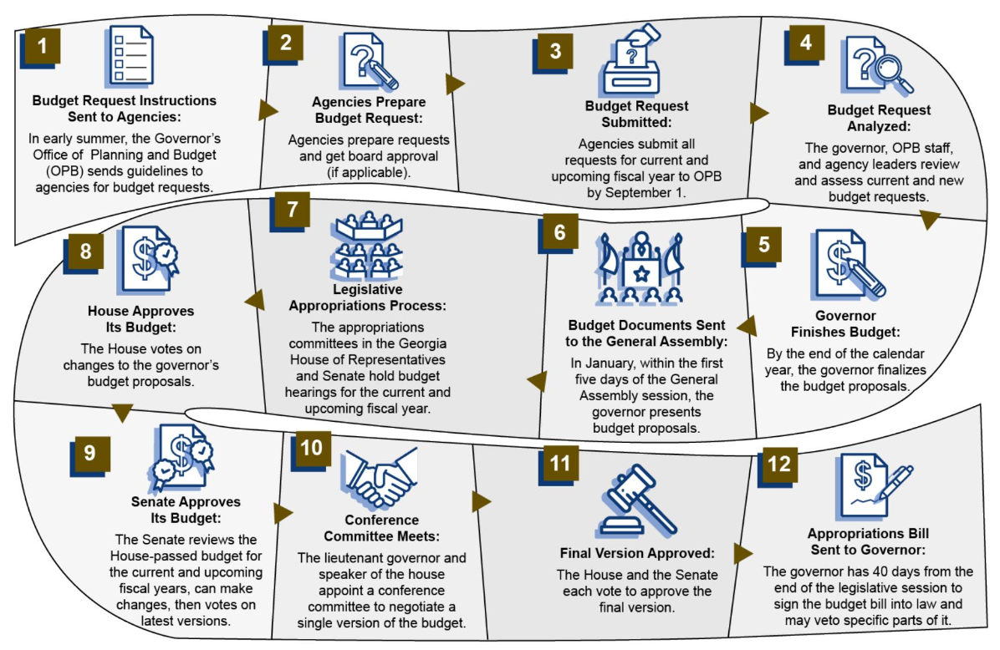 1
Budget Request Instructions
Sent to Agencies:
In early summer, the Governor's
Office of Planning and Budget
(OPB) sends guidelines to
agencies for budget requests.
2
Agencies Prepare
Budget Request:
Agencies prepare requests
and get board approval
(if applicable).
3
Budget Request
Submitted:
Agencies submit all
requests for current and
upcoming fiscal year to OPB
by September 1.
4
Budget Request
Analyzed:
The governor, OPB staff,
and agency leaders review
and assess current and new
budget requests.
5
Governor
Finishes Budget:
By the end of the calendar
year, the governor finalizes
the budget proposals.
6
Budget Documents Sent
to the General Assembly:
In January, within the first
five days of the General
Assembly session, the
governor presents
budget proposals.
7
Legislative
Appropriations Process:
The appropriations
committees in the Georgia
House of Representatives
and Senate hold budget
hearings for the current and
upcoming fiscal year.
8
House Approves
Its Budget:
The House votes on
changes to the governor's
budget proposals.
9
Senate Approves
Its Budget:
The Senate reviews the
House-passed budget for
the current and upcoming
fiscal years, can make
changes, then votes on
latest versions.
10
Conference
Committee Meets:
The lieutenant governor and
speaker of the house
appoint a conference
committee to negotiate a
single version of the budget.
11
Final Version Approved:
The House and the Senate
each vote to approve the
final version.
12
Appropriations Bill
Sent to Governor:
The governor has 40 days from the
end of the legislative session to
sign the budget bill into law and
may veto specific parts of it.